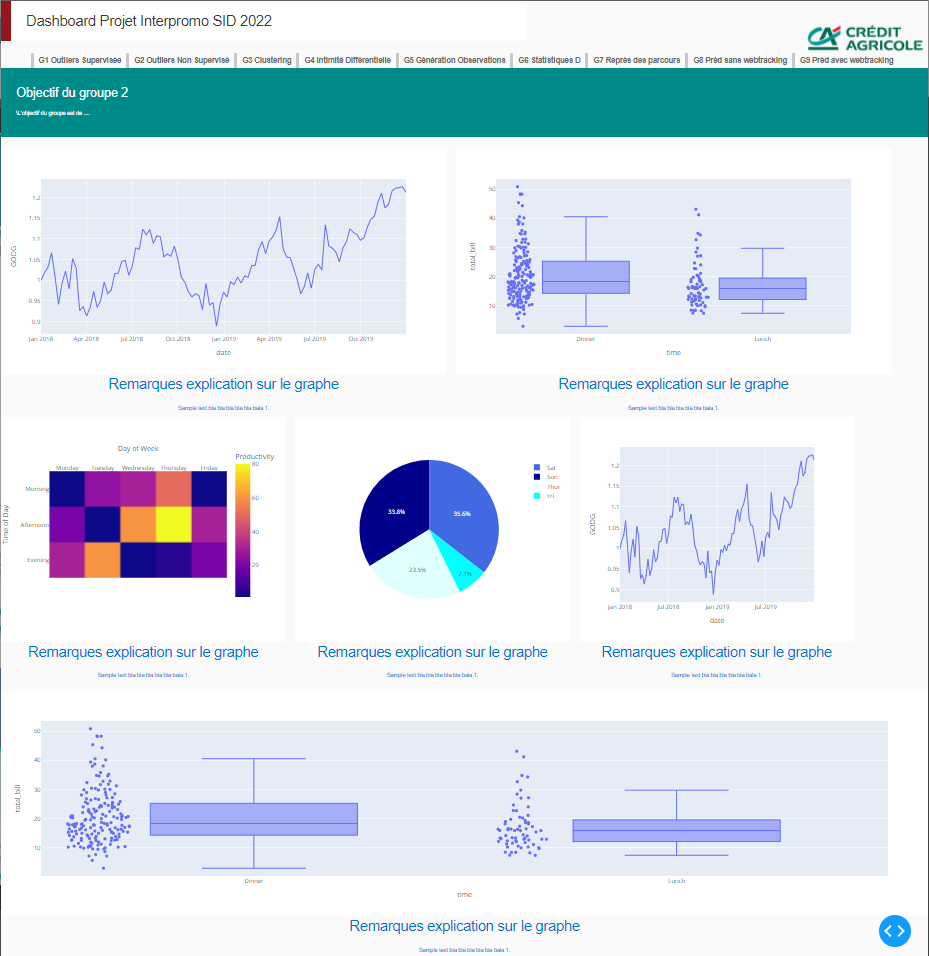 Dashboard Projet Interpromo SID 2022
CRÉDIT
AGRICOLE
G1 Outliers Supervisée
G2 Outliers Non Supervisé
G3 Clustering
G4 Intimité Differentielle
G5 Génération Observations
G6 Statistiques D
G7 Représ des parcours
G8 Préd sans webtracking
G9 Préd avec webtracking
Objectif du groupe 2
\L'objectif du groupe est de ....
GOOG
1.2
1.15
1.1
1.05
1
0.95
0.9
Jan 2018
Apr 2018
Jul 2018
Oct 2018
Jan 2019
Apr 2019
Jul 2019
Oct 2019
date
total_bill
50
40
30
20
10
Dinner
Lunch
time
Remarques explication sur le graphe
Sample text bla bla bla bla bla bala 1.
Remarques explication sur le graphe
Sample text bla bla bla bla bla bala 1.
Day of Week
Monday
Tuesday
Wednesday
Thursday
Friday
Time of Day
Morning
Afternoon
Evening
Productivity
80
60
40
20
33.8%
35.6%
23.5%
7.1%
Sat
Sun
Thur
Fri
GOOG
1.2
1.15
1.1
1.05
1
0.95
0.9
Jan 2018
Jul 2018
Jan 2019
Jul 2019
date
Remarques explication sur le graphe
Sample text bla bla bla bla bla bala 1.
Remarques explication sur le graphe
Sample text bla bla bla bla bla bala 1.
Remarques explication sur le graphe
Sample text bla bla bla bla bla bala 1.
total_bill
50
40
30
20
10
Dinner
Lunch
time
Remarques explication sur le graphe
Sample text bla bla bla bla bla bala 1.